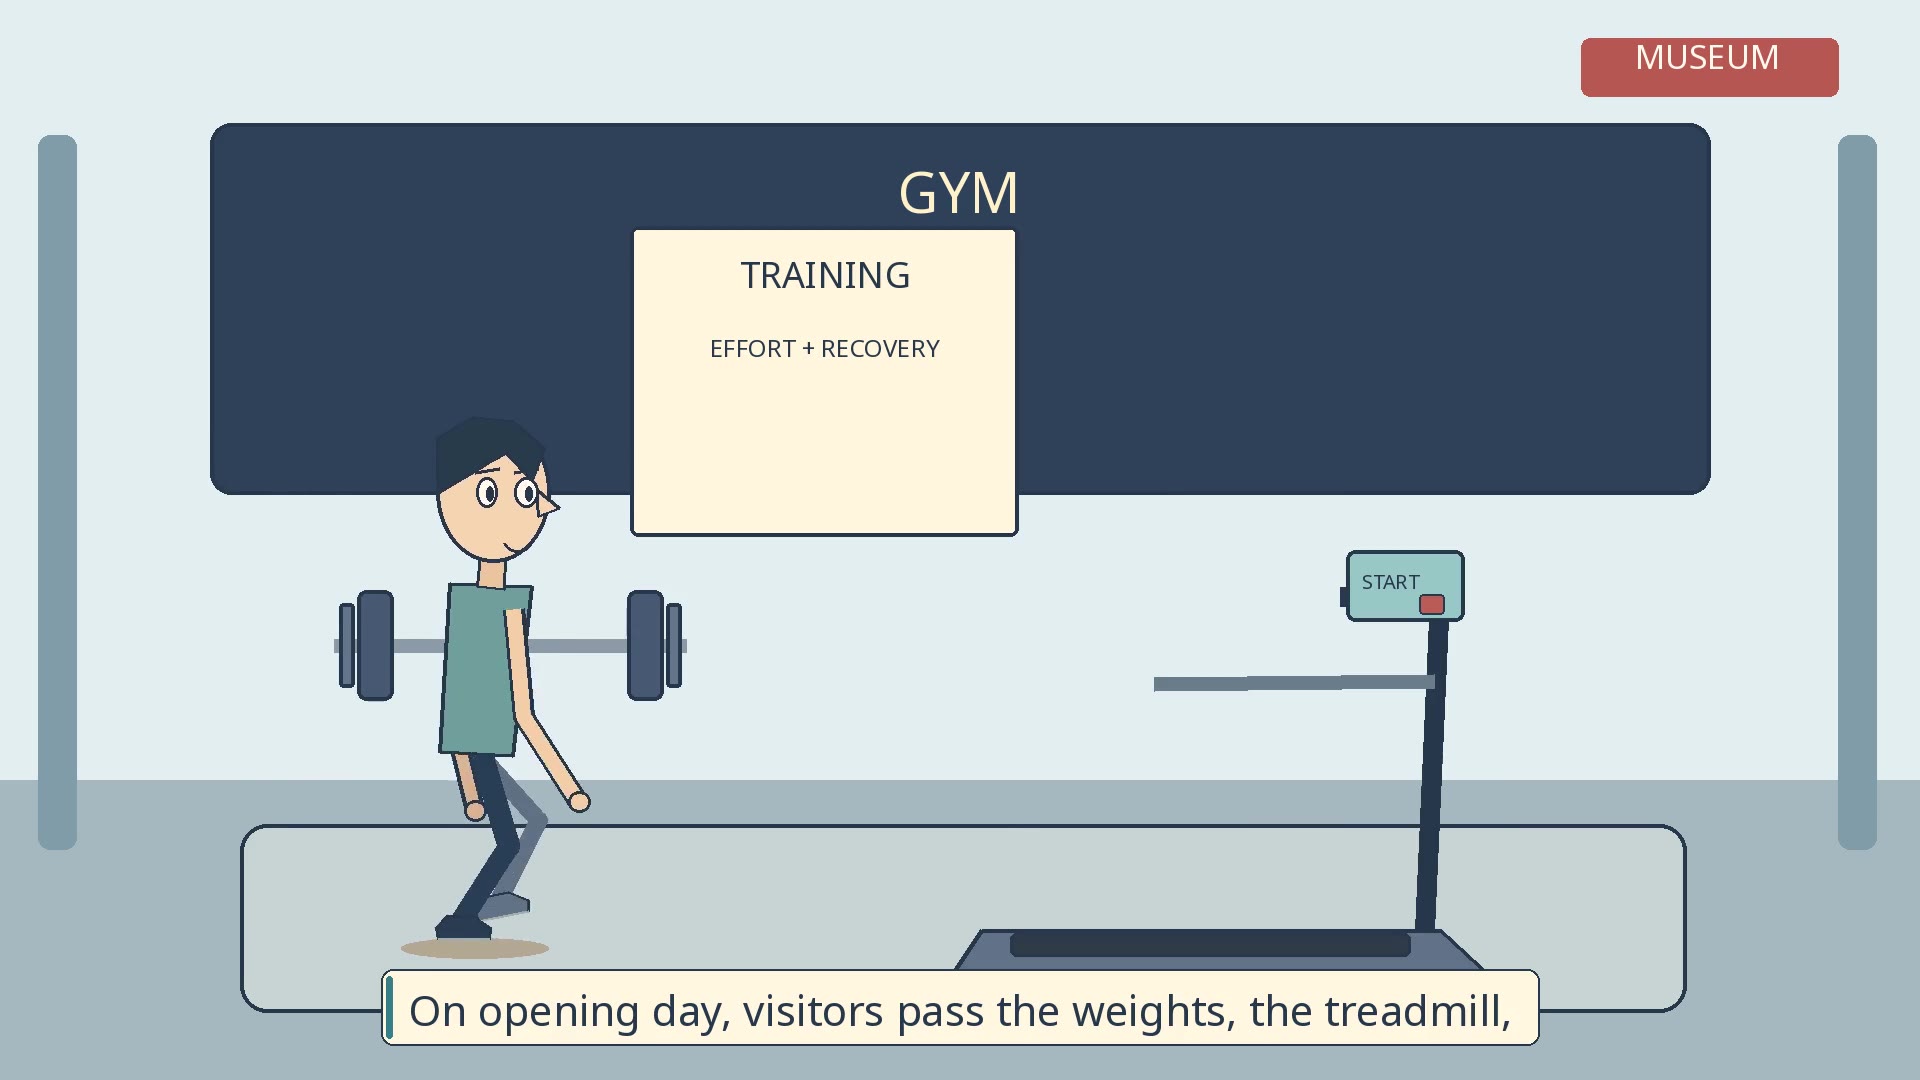 MUSEUM
GYM
TRAINING
EFFORT + RECOVERY
START
On opening day, visitors pass the weights, the treadmill,